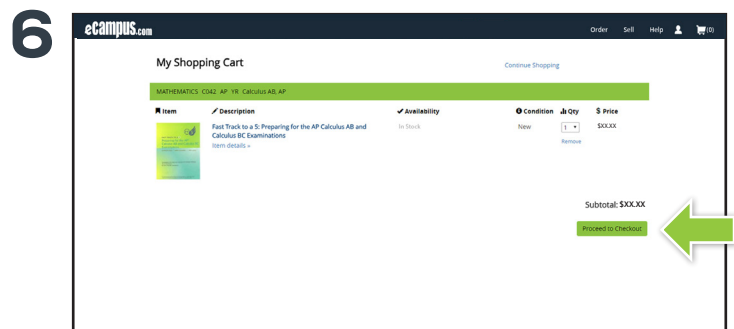 6
eCampus.com
Order Sell Help (0)
My Shopping Cart
Continue Shopping
MATHEMATICS C042 AP YR Calculus AB, AP
Item Description Availability Condition Qty $ Price
Fast Track to a 5: Preparing for the AP Calculus AB and In Stock New 1 $XX.XX
Calculus BC Examinations
Item details »
Remove
Subtotal: $XX.XX
Proceed to Checkout